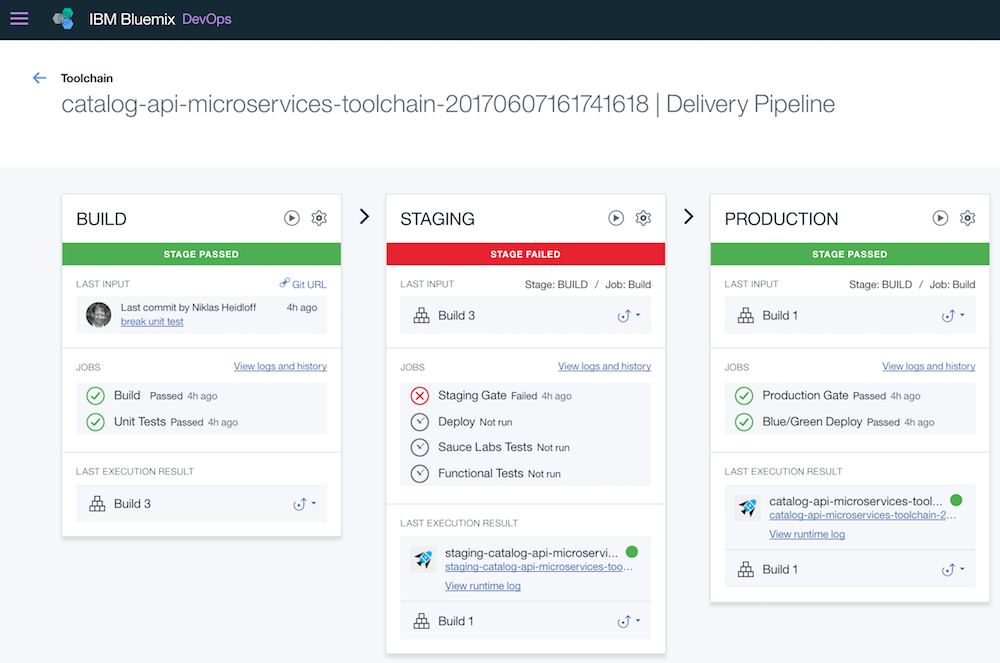 IBM Bluemix DevOps
Toolchain
catalog-api-microservices-toolchain-20170607161741618 | Delivery Pipeline
BUILD
STAGE PASSED
LAST INPUT Git URL
Last commit by Niklas Heidloff 4h ago
break unit test
JOBS View logs and history
Build Passed 4h ago
Unit Tests Passed 4h ago
LAST EXECUTION RESULT
Build 3
STAGING
STAGE FAILED
LAST INPUT Stage: BUILD / Job: Build
Build 3
JOBS View logs and history
Staging Gate Failed 4h ago
Deploy Not run
Sauce Labs Tests Not run
Functional Tests Not run
LAST EXECUTION RESULT
staging-catalog-api-microservi...
staging-catalog-api-microservices-too...
View runtime log
Build 1
PRODUCTION
STAGE PASSED
LAST INPUT Stage: BUILD / Job: Build
Build 1
JOBS View logs and history
Production Gate Passed 4h ago
Blue/Green Deploy Passed 4h ago
LAST EXECUTION RESULT
catalog-api-microservices-tool...
catalog-api-microservices-toolchain-2...
View runtime log
Build 1